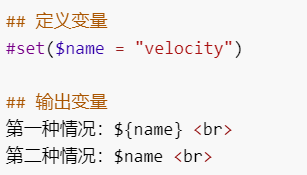 ## 定义变量
#set($name = "velocity")
## 输出变量
第一种情况：${name} <br>
第二种情况：$name <br>